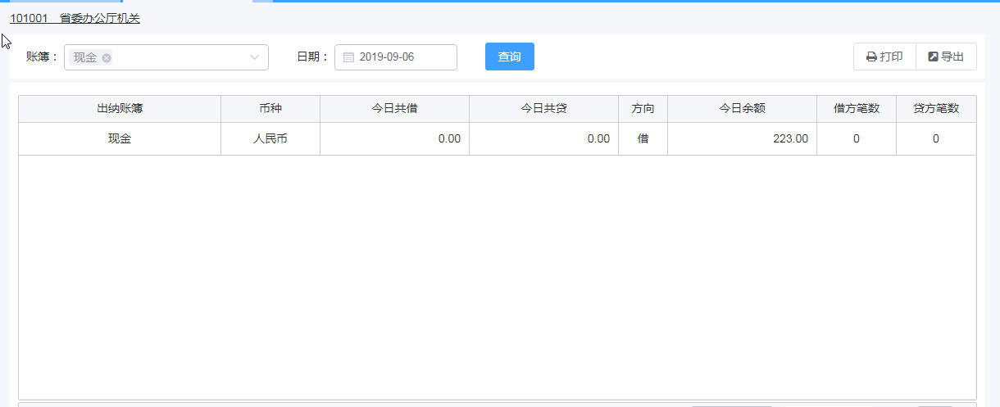 101001 省委办公厅机关
账簿： 现金 日期： 2019-09-06 查询 打印 导出
出纳账簿 币种 今日共借 今日共贷 方向 今日余额 借方笔数 贷方笔数
现金 人民币 0.00 0.00 借 223.00 0 0